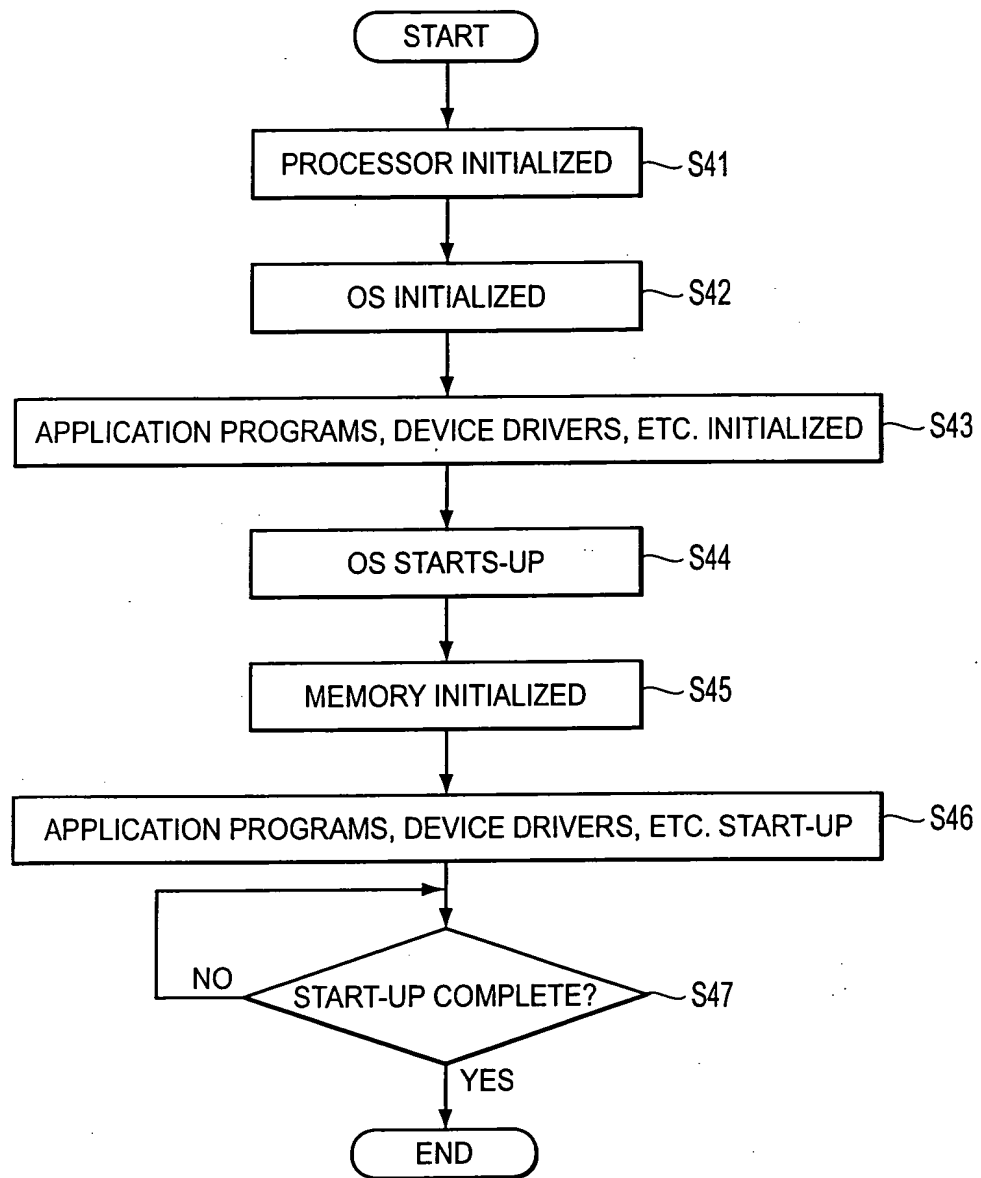 START
PROCESSOR INITIALIZED
S41
OS INITIALIZED
S42
APPLICATION PROGRAMS, DEVICE DRIVERS, ETC. INITIALIZED
S43
OS STARTS-UP
S44
MEMORY INITIALIZED
S45
APPLICATION PROGRAMS, DEVICE DRIVERS, ETC. START-UP
S46
NO
START-UP COMPLETE?
S47
YES
END